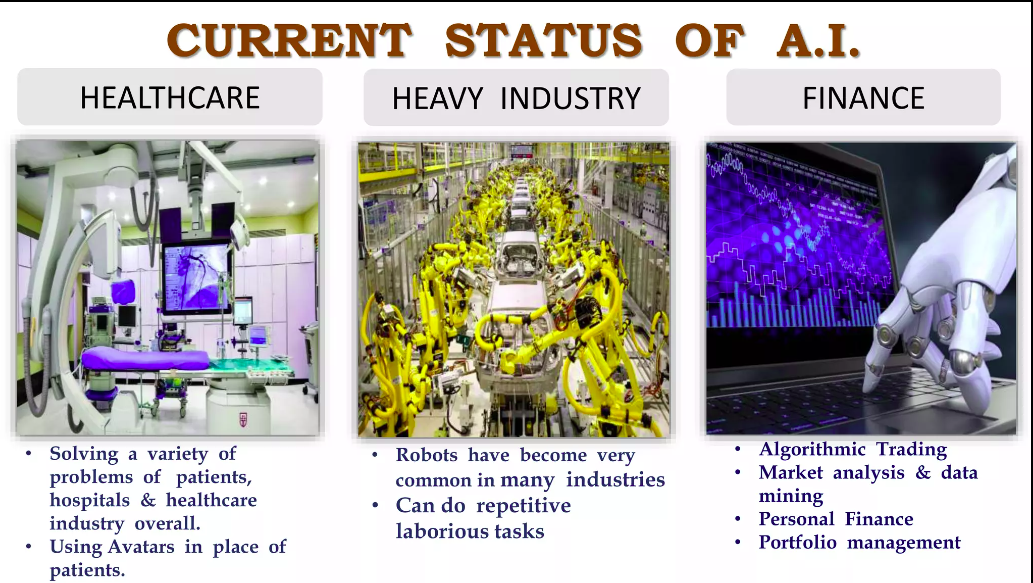 CURRENT STATUS OF A.I.
HEALTHCARE
HEAVY INDUSTRY
FINANCE
• Solving a variety of
problems of patients,
hospitals & healthcare
industry overall.
• Using Avatars in place of
patients.
• Robots have become very
common in many industries
• Can do repetitive
laborious tasks
• Algorithmic Trading
• Market analysis & data
mining
• Personal Finance
• Portfolio management